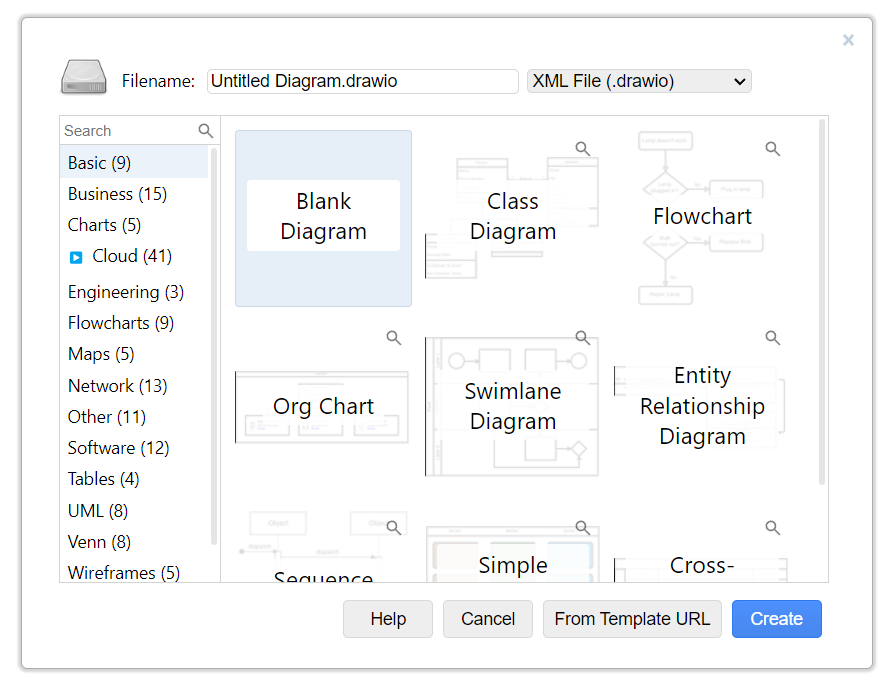 ×
Filename:
Untitled Diagram.drawio
XML File (.drawio)
Search
Basic (9)
Business (15)
Charts (5)
Cloud (41)
Engineering (3)
Flowcharts (9)
Maps (5)
Network (13)
Other (11)
Software (12)
Tables (4)
UML (8)
Venn (8)
Wireframes (5)
Blank
Diagram
Class
Diagram
Flowchart
Org Chart
Swimlane
Diagram
Entity
Relationship
Diagram
Sequence
Simple
Cross-
Help
Cancel
From Template URL
Create